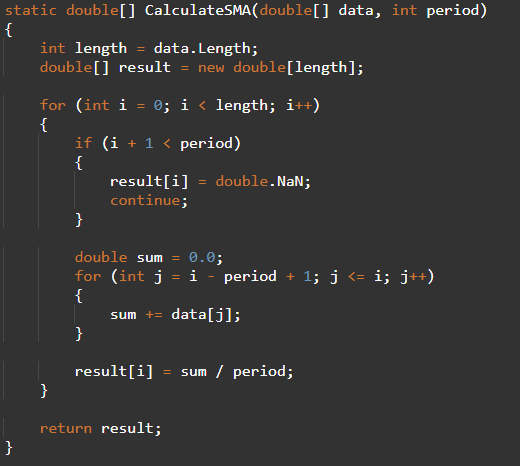 static double[] CalculateSMA(double[] data, int period)
{
    int length = data.Length;
    double[] result = new double[length];

    for (int i = 0; i < length; i++)
    {
        if (i + 1 < period)
        {
            result[i] = double.NaN;
            continue;
        }

        double sum = 0.0;
        for (int j = i - period + 1; j <= i; j++)
        {
            sum += data[j];
        }

        result[i] = sum / period;
    }

    return result;
}